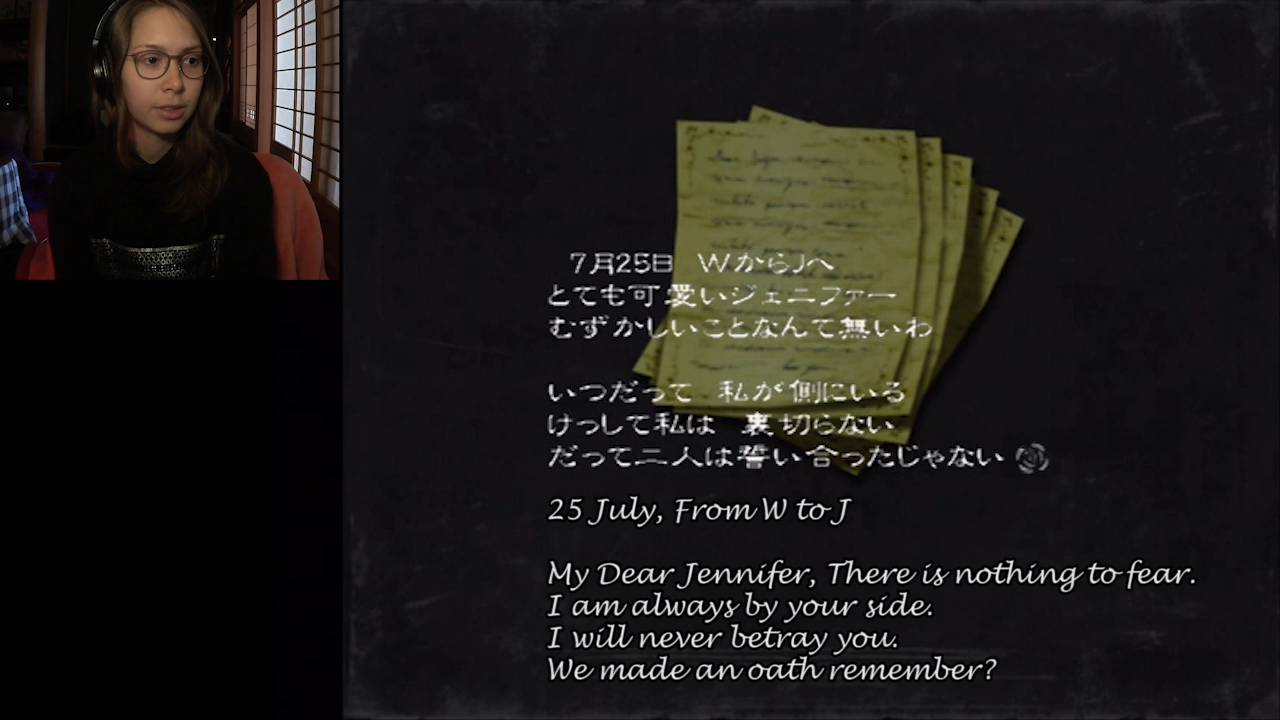 7月25日　WからJへ
とても可愛いジェニファー
むずかしいことなんて無いわ
いつだって　私が側にいる
けっして私は　裏切らない
だって二人は誓い合ったじゃない
25 July, From W to J
My Dear Jennifer, There is nothing to fear.
I am always by your side.
I will never betray you.
We made an oath remember?